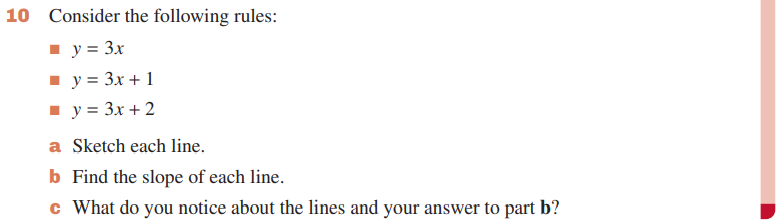 10 Consider the following rules:
■ y = 3x
■ y = 3x + 1
■ y = 3x + 2
a Sketch each line.
b Find the slope of each line.
c What do you notice about the lines and your answer to part b?